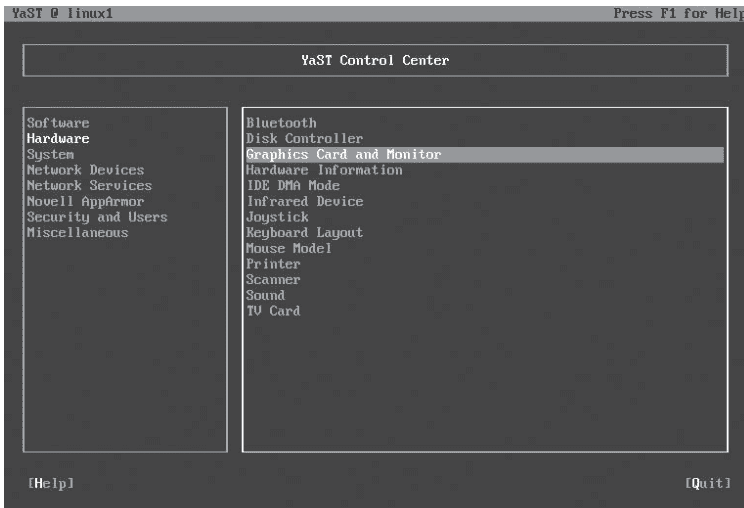 YaST @ linux1 Press F1 for Help
YaST Control Center
Software
Hardware
System
Network Devices
Network Services
Novell AppArmor
Security and Users
Miscellaneous
Bluetooth
Disk Controller
Graphics Card and Monitor
Hardware Information
IDE DMA Mode
Infrared Device
Joystick
Keyboard Layout
Mouse Model
Printer
Scanner
Sound
TV Card
[Help] [Quit]